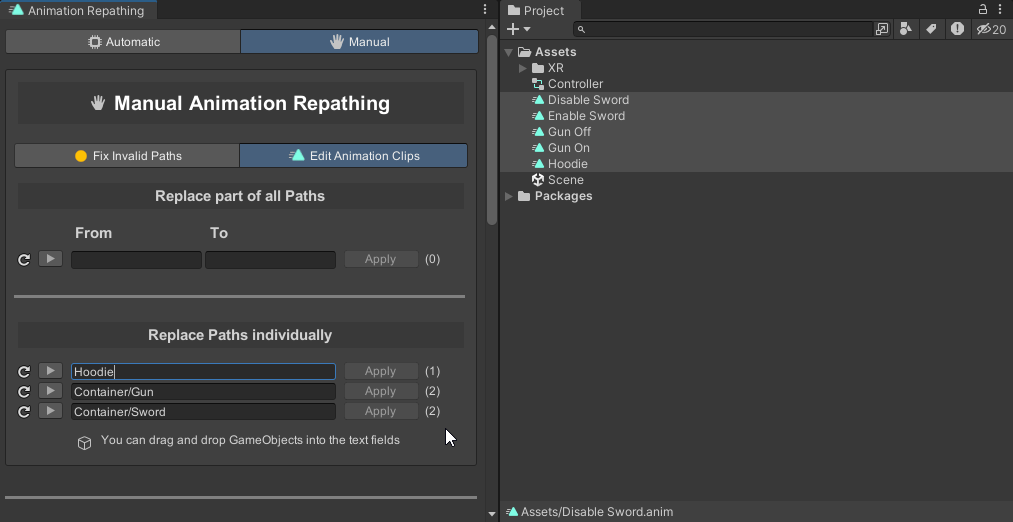 Animation Repathing
Automatic
Manual
Manual Animation Repathing
Fix Invalid Paths
Edit Animation Clips
Replace part of all Paths
From To
Apply (0)
Replace Paths individually
Hoodie Apply (1)
Container/Gun Apply (2)
Container/Sword Apply (2)
You can drag and drop GameObjects into the text fields
Project
20
Assets
XR
Controller
Disable Sword
Enable Sword
Gun Off
Gun On
Hoodie
Scene
Packages
Assets/Disable Sword.anim